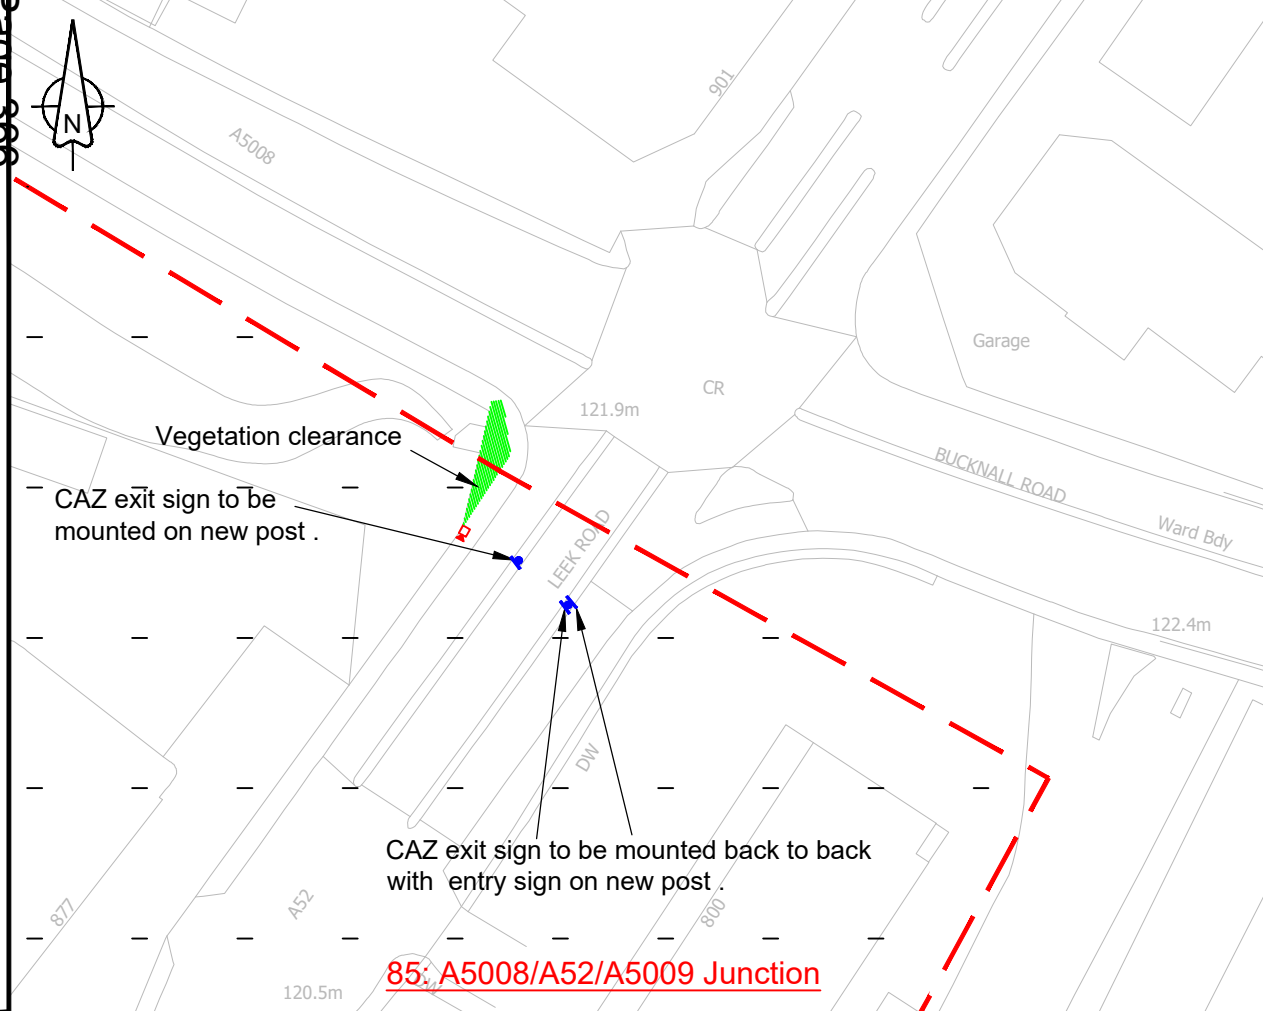 N
A5008
901
Garage
CR
121.9m
Vegetation clearance
BUCKNALL ROAD
CAZ exit sign to be
mounted on new post .
Ward Bdy
LEEK ROAD
122.4m
DW
CAZ exit sign to be mounted back to back
with entry sign on new post .
877
A52
800
85: A5008/A52/A5009 Junction
120.5m